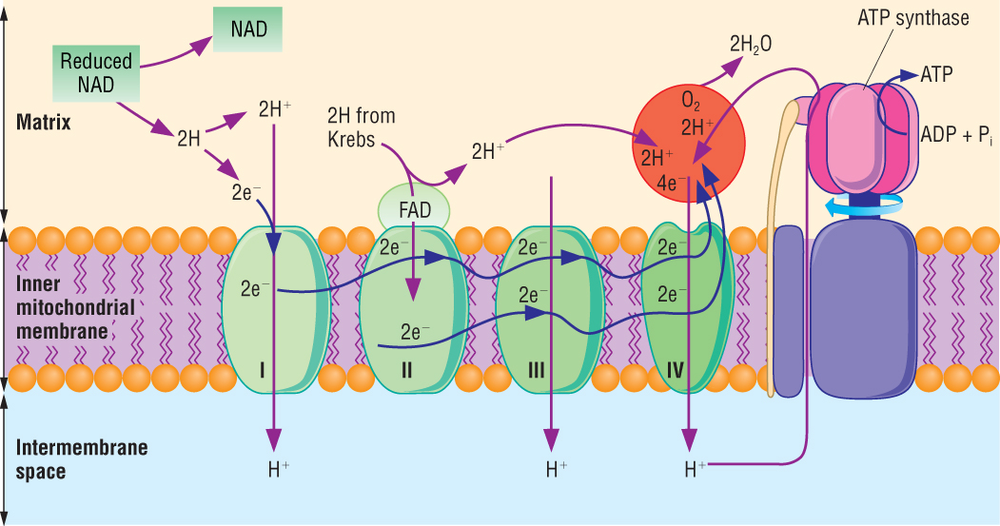 ATP synthase
NAD
2H₂O
Reduced
NAD
ATP
O₂
2H⁺
2H⁺
2H from
Krebs
Matrix
2H⁺
ADP + Pᵢ
2H
2H⁺
2H⁺
4e⁻
2e⁻
FAD
2e⁻
2e⁻
2e⁻
Inner
mitochondrial
membrane
2e⁻
2e⁻
2e⁻
2e⁻
I
II
III
IV
Intermembrane
space
H⁺
H⁺
H⁺